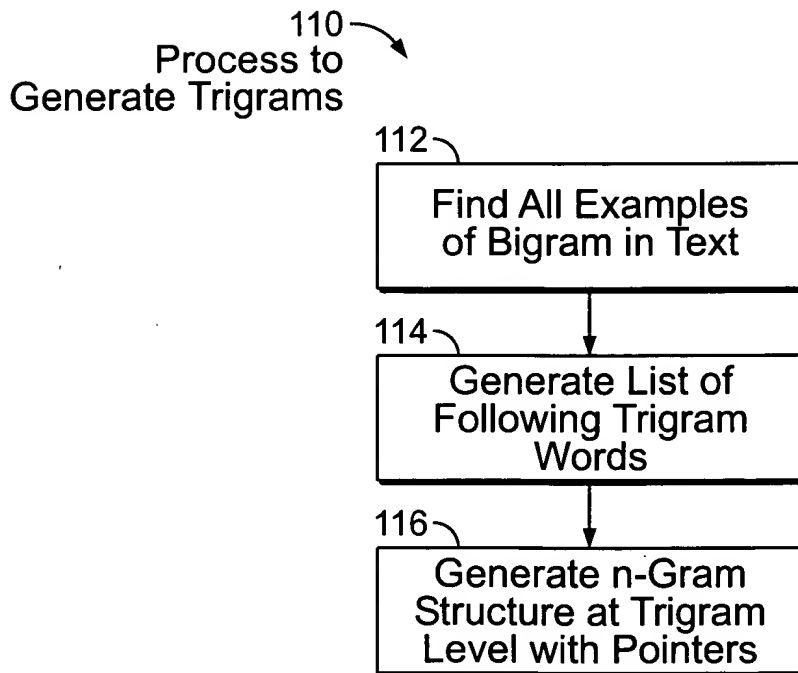 110
Process to
Generate Trigrams
112
Find All Examples
of Bigram in Text
114
Generate List of
Following Trigram
Words
116
Generate n-Gram
Structure at Trigram
Level with Pointers